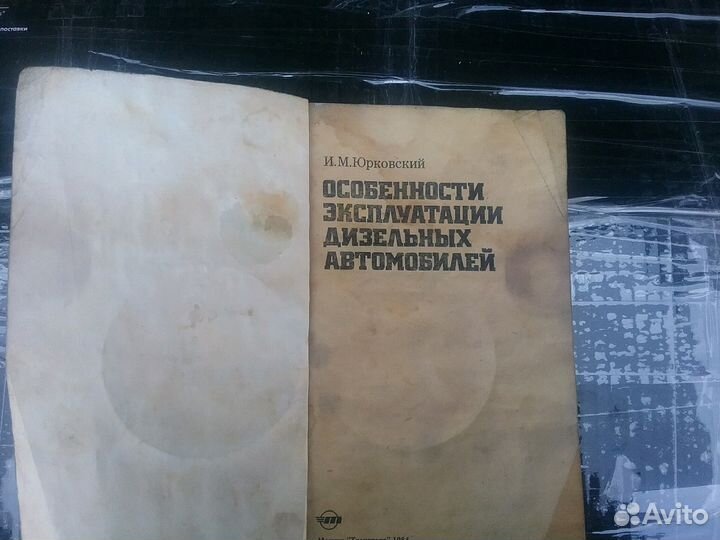 поставки
И.М.Юрковский
ОСОБЕННОСТИ
ЭКСПЛУАТАЦИИ
ДИЗЕЛЬНЫХ
АВТОМОБИЛЕЙ
Avito